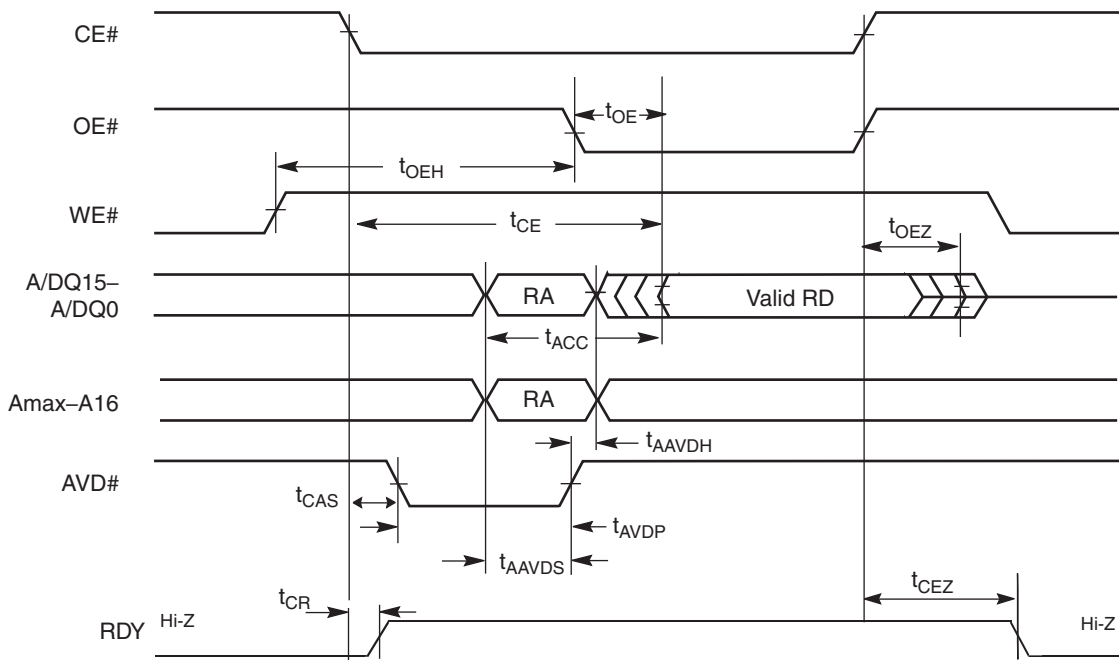 CE#
OE#
tOE
tOEH
WE#
tCE
tOEZ
A/DQ15–
A/DQ0
RA
Valid RD
tACC
Amax–A16
RA
tAAVDH
AVD#
tCAS
tAVDP
tAAVDS
tCEZ
tCR
RDY
Hi-Z
Hi-Z